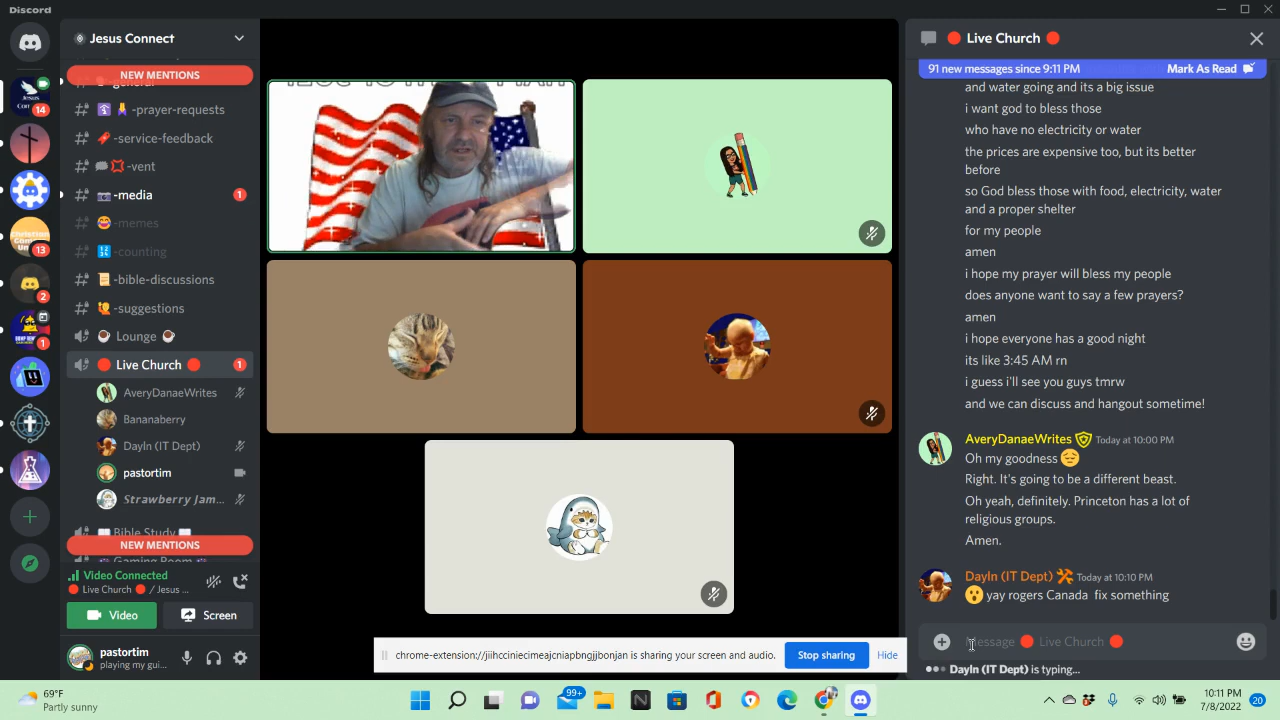 Discord
Jesus Connect
NEW MENTIONS
-general
-prayer-requests
-service-feedback
-vent
-media 1
-memes
-counting
-bible-discussions
-suggestions
Lounge
Live Church 1
AveryDanaeWrites
Bananaberry
Dayln (IT Dept)
pastortim
Strawberry Jam...
Bible Study
NEW MENTIONS
Gaming Room
Video Connected
Live Church / Jesus ...
Video
Screen
pastortim
playing my gui...
14
13
2
1
chrome-extension://jiihcciniecimeajcniapbngjjbonjan is sharing your screen and audio.
Stop sharing
Hide
Live Church
91 new messages since 9:11 PM
Mark As Read
and water going and its a big issue
i want god to bless those
who have no electricity or water
the prices are expensive too, but its better
before
so God bless those with food, electricity, water
and a proper shelter
for my people
amen
i hope my prayer will bless my people
does anyone want to say a few prayers?
amen
i hope everyone has a good night
its like 3:45 AM rn
i guess i'll see you guys tmrw
and we can discuss and hangout sometime!
AveryDanaeWrites Today at 10:00 PM
Oh my goodness
Right. It's going to be a different beast.
Oh yeah, definitely. Princeton has a lot of
religious groups.
Amen.
Dayln (IT Dept) Today at 10:10 PM
yay rogers Canada fix something
Message Live Church
Dayln (IT Dept) is typing...
69°F
Partly sunny
99+
10:11 PM
7/8/2022
20